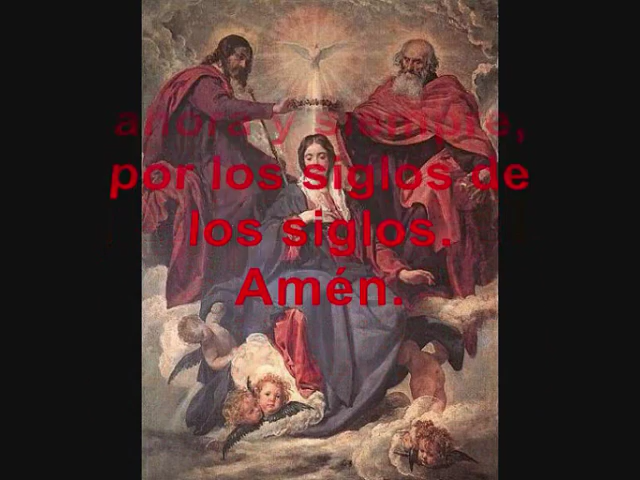 ahora y siempre,
por los siglos de
los siglos.
Amén.